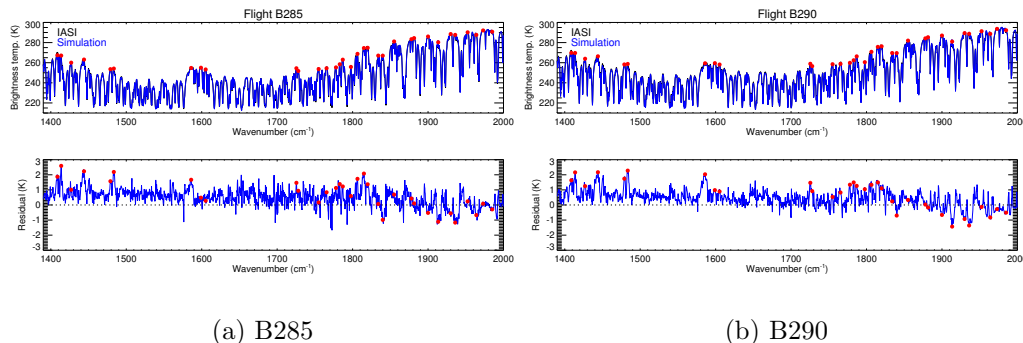 Flight B285
IASI
Simulation
Brightness temp. (K)
300
280
260
240
220
1400 1500 1600 1700 1800 1900 2000
Wavenumber (cm-1)
Residual (K)
3
2
1
0
-1
-2
-3
1400 1500 1600 1700 1800 1900 2000
Wavenumber (cm-1)
(a) B285
Flight B290
IASI
Simulation
Brightness temp. (K)
300
280
260
240
220
1400 1500 1600 1700 1800 1900 2000
Wavenumber (cm-1)
Residual (K)
3
2
1
0
-1
-2
-3
1400 1500 1600 1700 1800 1900 2000
Wavenumber (cm-1)
(b) B290